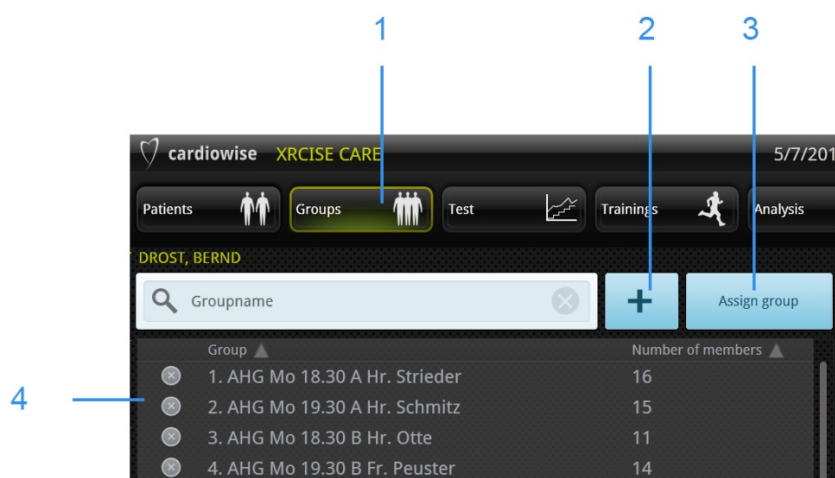 1 2 3
cardiowise XRCISE CARE 5/7/201
Patients Groups Test Trainings Analysis
DROST, BERND
Groupname + Assign group
Group Number of members
4
1. AHG Mo 18.30 A Hr. Strieder 16
2. AHG Mo 19.30 A Hr. Schmitz 15
3. AHG Mo 18.30 B Hr. Otte 11
4. AHG Mo 19.30 B Fr. Peuster 14